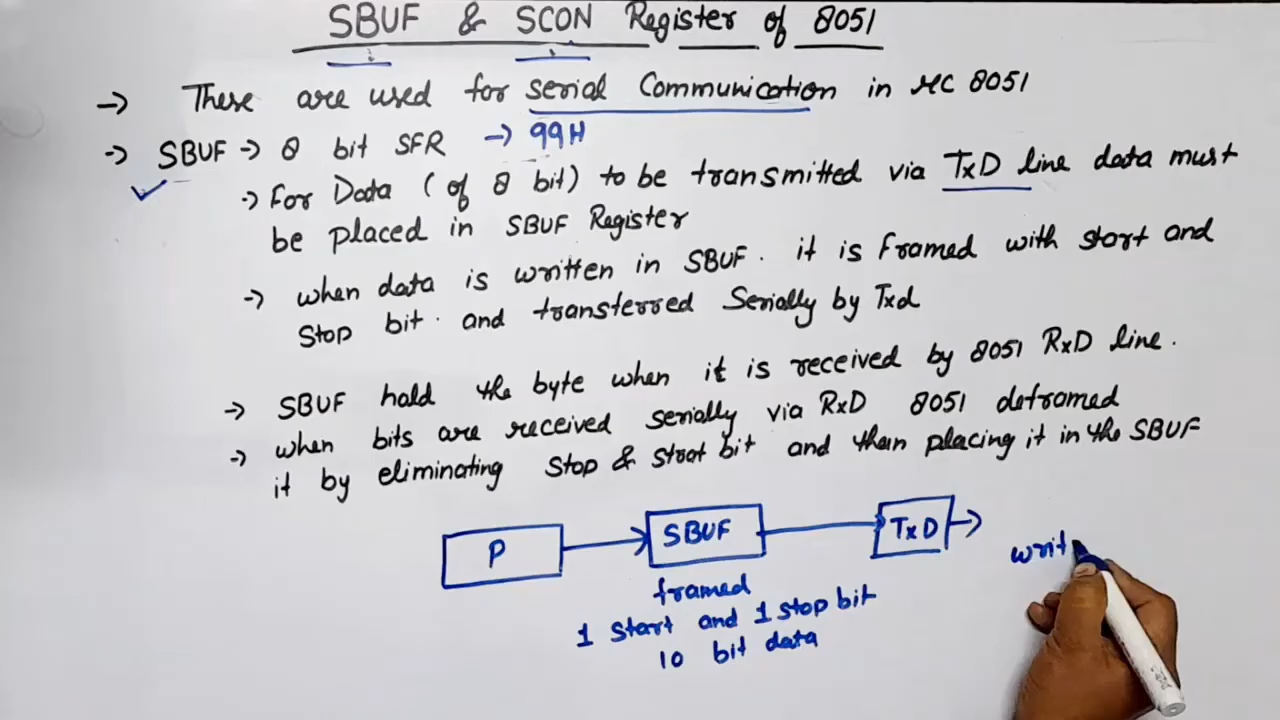 SBUF & SCON Register of 8051
-> These are used for serial Communication in MC 8051
-> SBUF -> 8 bit SFR -> 99H
-> For Data (of 8 bit) to be transmitted via TxD line data must
be placed in SBUF Register
-> when data is written in SBUF. it is framed with start and
Stop bit. and transferred Serially by Txd
-> SBUF hold the byte when it is received by 8051 RxD line.
-> when bits are received serially via RxD 8051 deframed
it by eliminating Stop & Start bit and then placing it in the SBUF
P -> SBUF TxD ->
framed
1 start and 1 stop bit
10 bit data
writ